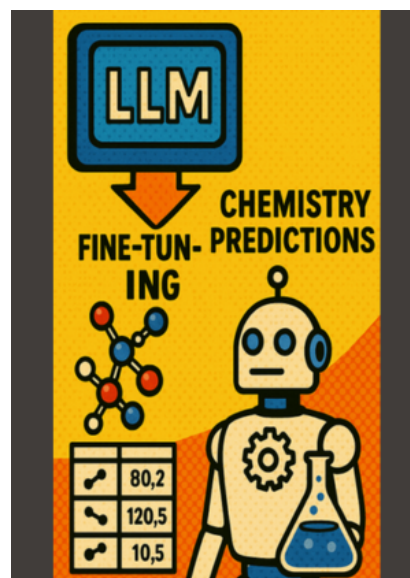 LLM
CHEMISTRY
PREDICTIONS
FINE-TUN-
ING
80,2
120,5
10,5